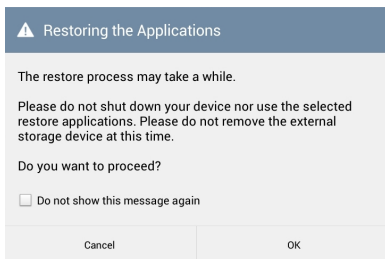 Restoring the Applications
The restore process may take a while.
Please do not shut down your device nor use the selected
restore applications. Please do not remove the external
storage device at this time.
Do you want to proceed?
Do not show this message again
Cancel
OK